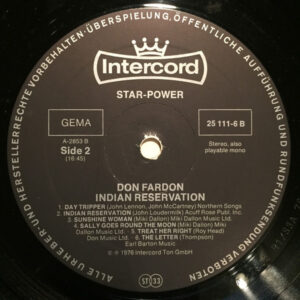 ALLE URHEBER- UND HERSTELLERRECHTE VORBEHALTEN · ÜBERSPIELUNG, ÖFFENTLICHE AUFFÜHRUNG UND RUNDFUNKSENDUNG VERBOTEN
Intercord
STAR-POWER
GEMA
25 111-6 B
A-2853 B
Side 2
(16:45)
Stereo, also
playable mono
DON FARDON
INDIAN RESERVATION
1 DAY TRIPPER (John Lennon, John McCartney) Northern Songs
2. INDIAN RESERVATION (John Loudermilk) Acuff Rose Publ. Inc.
3. SUNSHINE WOMAN (Miki Dallon) Miki Dallon Music Ltd.
4. SALLY GOES ROUND THE MOON (Miki Dallon) Miki
Dallon Music Ltd. · 5. TREAT HER RIGHT (Roy Head)
Don Music Ltd. · 6. THE LETTER (Thompson)
Earl Barton Music
℗ 1976 Intercord Ton GmbH
ST 33